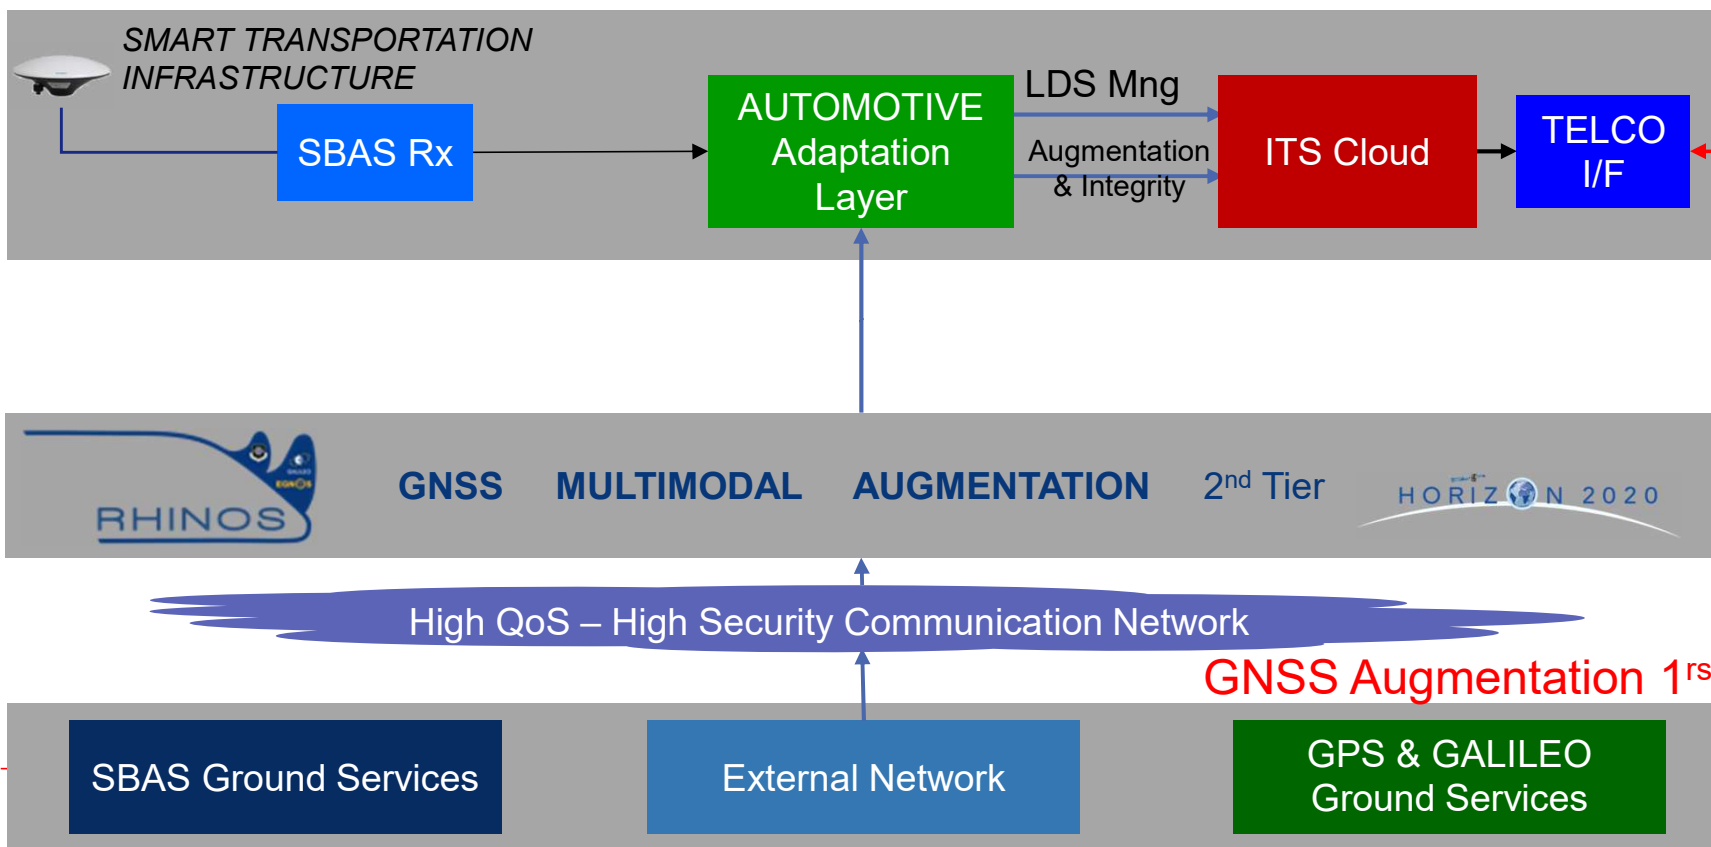 SMART TRANSPORTATION
INFRASTRUCTURE
SBAS Rx
AUTOMOTIVE
Adaptation
Layer
LDS Mng
Augmentation
& Integrity
ITS Cloud
TELCO
I/F
RHINOS
GALILEO
EGNOS
GNSS MULTIMODAL AUGMENTATION 2nd Tier
HORIZON 2020
High QoS – High Security Communication Network
GNSS Augmentation 1rs
SBAS Ground Services
External Network
GPS & GALILEO
Ground Services